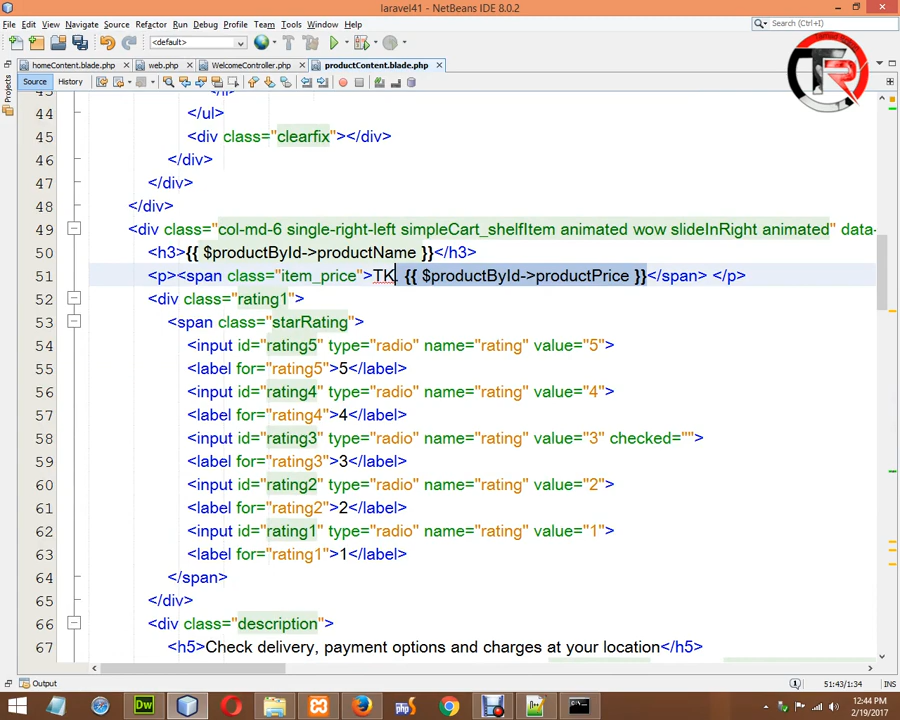 laravel41 - NetBeans IDE 8.0.2
File Edit View Navigate Source Refactor Run Debug Profile Team Tools Window Help
Search (Ctrl+I)
<default>
homeContent.blade.php web.php WelcomeController.php productContent.blade.php
Source History
Projects
44 </ul>
45 <div class="clearfix"></div>
46 </div>
47 </div>
48 </div>
49 <div class="col-md-6 single-right-left simpleCart_shelfItem animated wow slideInRight animated" data-
50 <h3>{{ $productById->productName }}</h3>
51 <p><span class="item_price">TK. {{ $productById->productPrice }}</span> </p>
52 <div class="rating1">
53 <span class="starRating">
54 <input id="rating5" type="radio" name="rating" value="5">
55 <label for="rating5">5</label>
56 <input id="rating4" type="radio" name="rating" value="4">
57 <label for="rating4">4</label>
58 <input id="rating3" type="radio" name="rating" value="3" checked="">
59 <label for="rating3">3</label>
60 <input id="rating2" type="radio" name="rating" value="2">
61 <label for="rating2">2</label>
62 <input id="rating1" type="radio" name="rating" value="1">
63 <label for="rating1">1</label>
64 </span>
65 </div>
66 <div class="description">
67 <h5>Check delivery, payment options and charges at your location</h5>
Output
51:43/1:34 INS
Dw
php
12:44 PM
2/19/2017